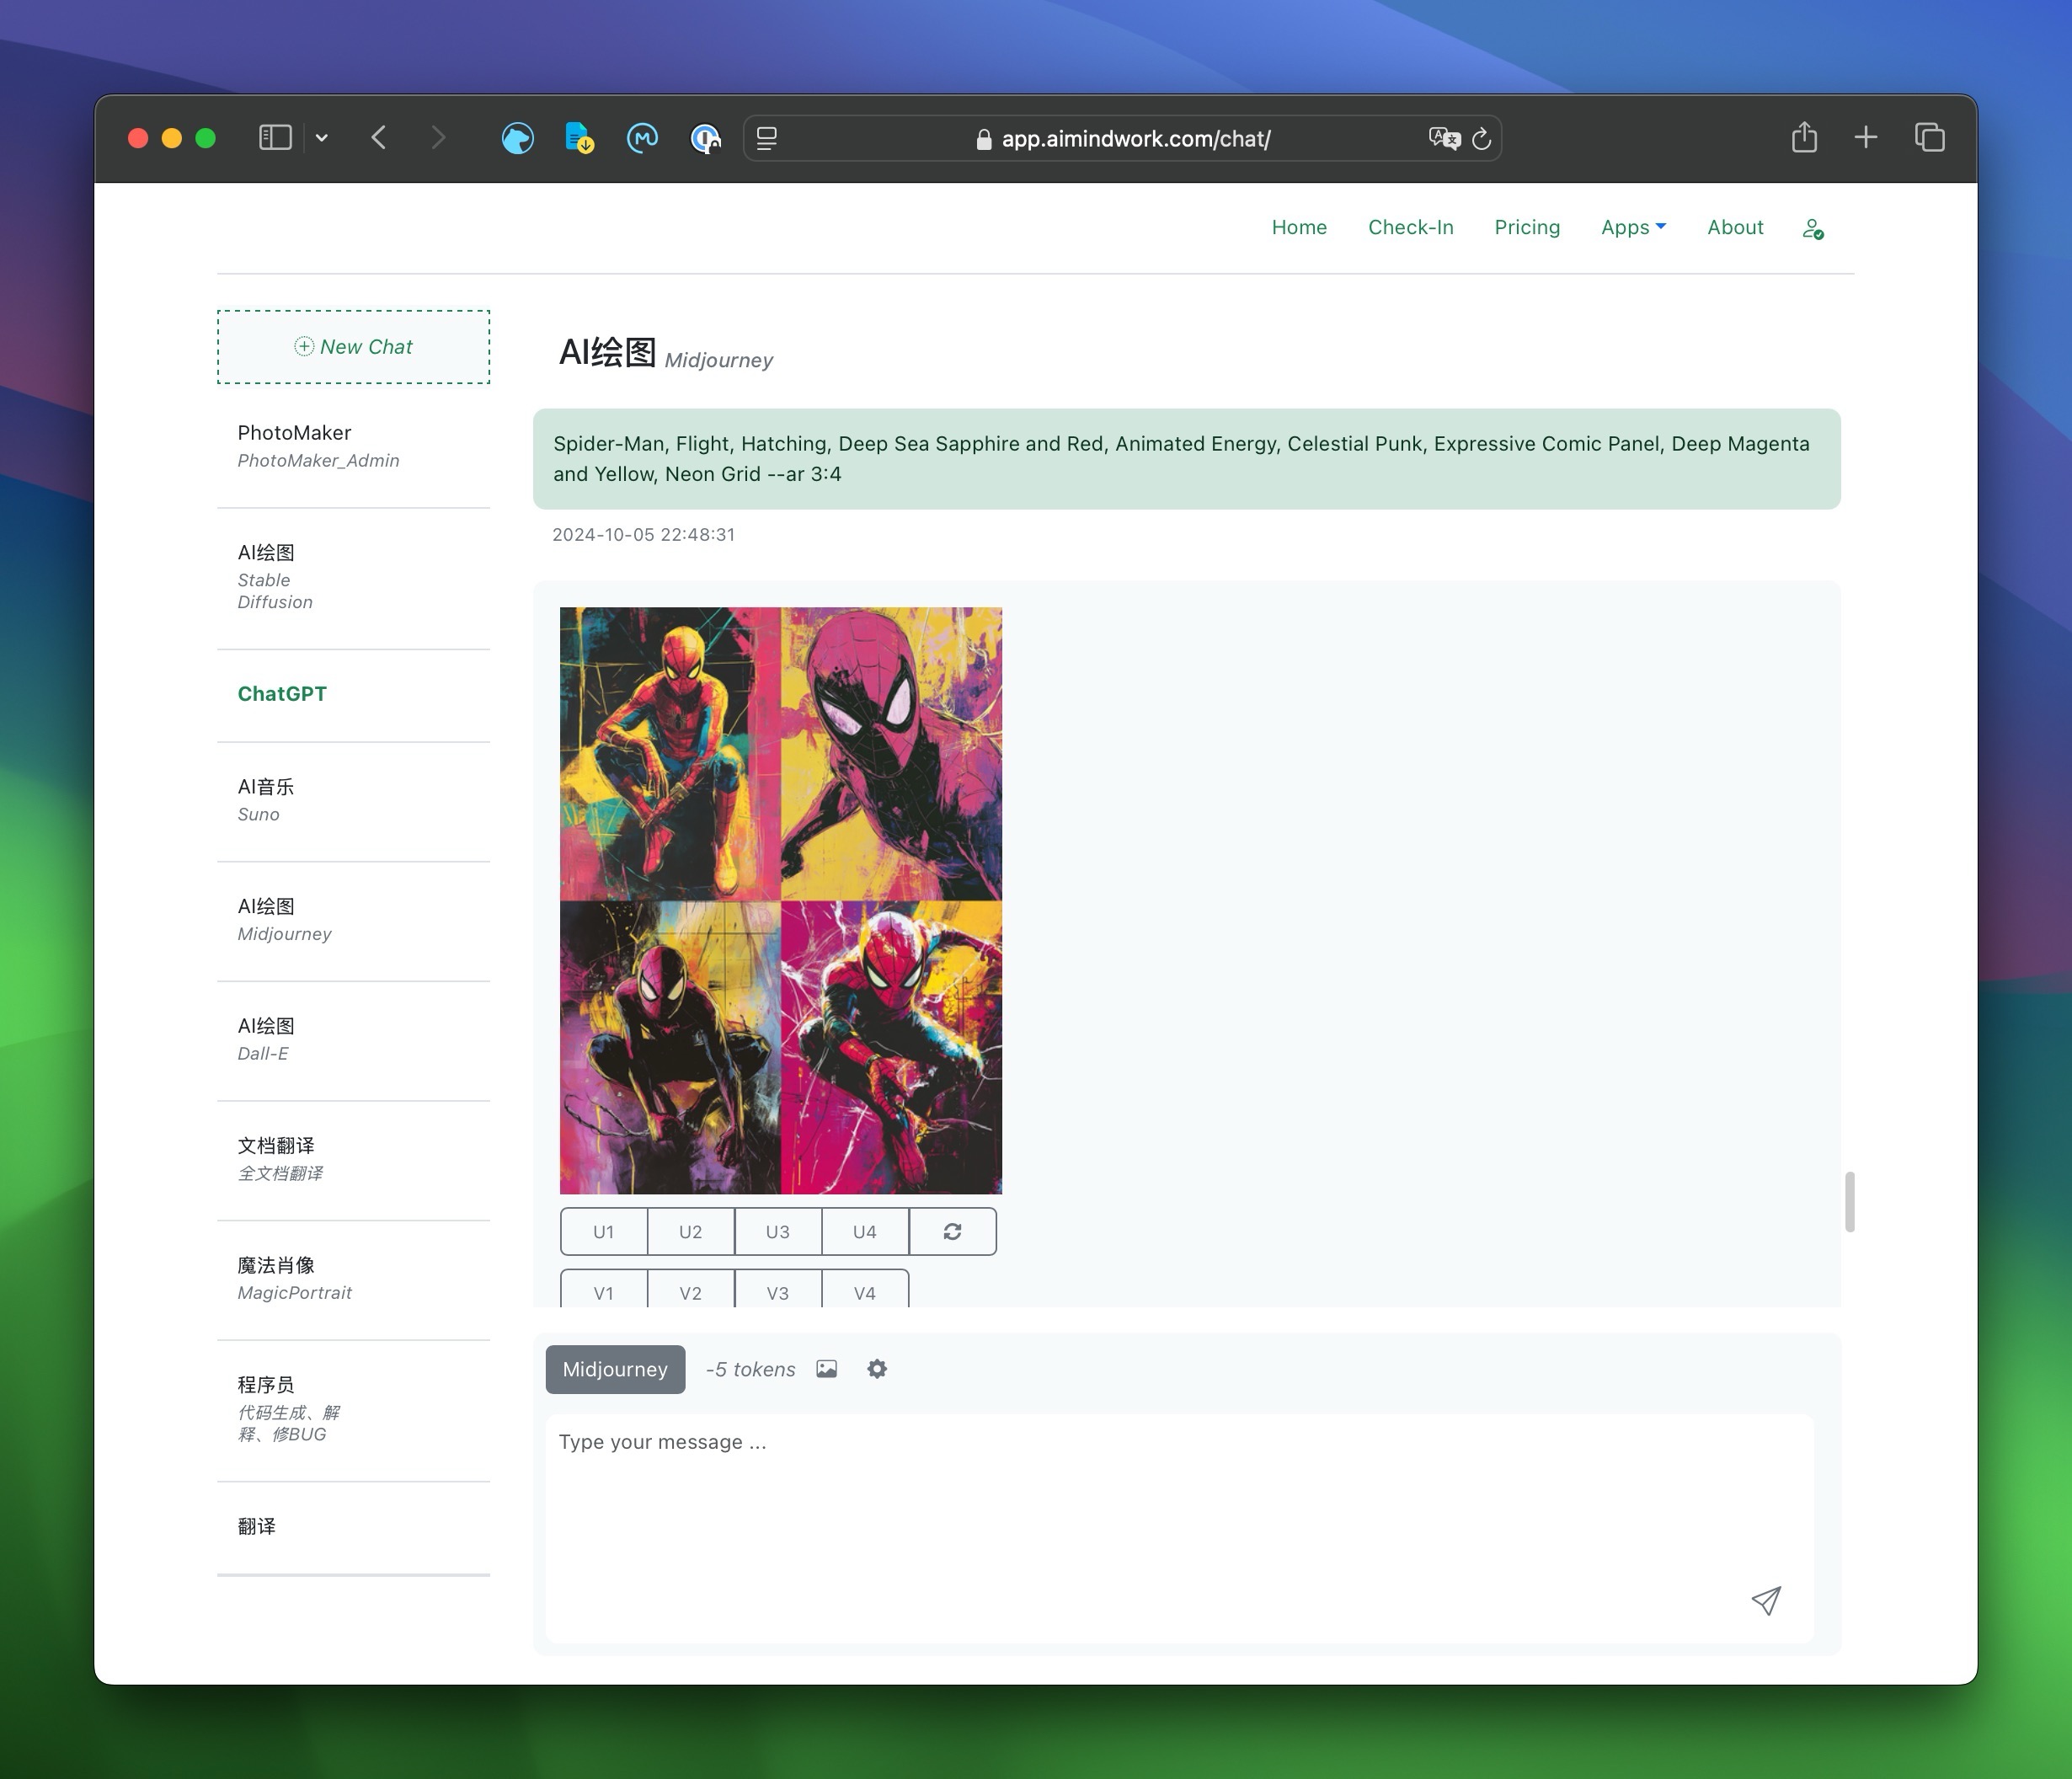 app.aimindwork.com/chat/
Home Check-In Pricing Apps About
New Chat
PhotoMaker
PhotoMaker_Admin
AI绘图
Stable
Diffusion
ChatGPT
AI音乐
Suno
AI绘图
Midjourney
AI绘图
Dall-E
文档翻译
全文档翻译
魔法肖像
MagicPortrait
程序员
代码生成、解
释、修BUG
翻译
AI绘图 Midjourney
Spider-Man, Flight, Hatching, Deep Sea Sapphire and Red, Animated Energy, Celestial Punk, Expressive Comic Panel, Deep Magenta
and Yellow, Neon Grid --ar 3:4
2024-10-05 22:48:31
U1 U2 U3 U4
V1 V2 V3 V4
Midjourney -5 tokens
Type your message ...